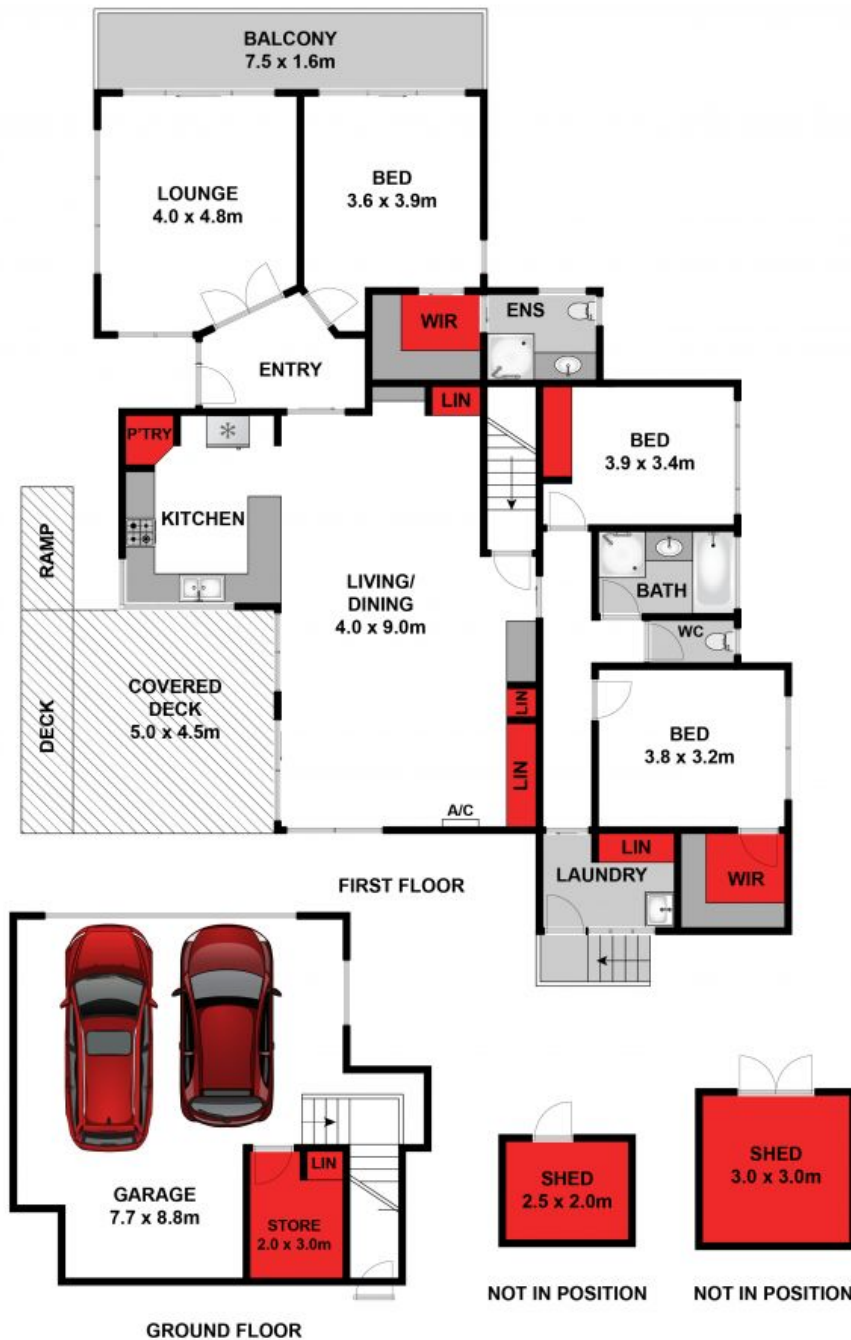 BALCONY
7.5 x 1.6m
LOUNGE
4.0 x 4.8m
BED
3.6 x 3.9m
WIR
ENS
ENTRY
LIN
P'TRY
KITCHEN
BED
3.9 x 3.4m
RAMP
LIVING/
DINING
4.0 x 9.0m
BATH
WC
DECK
COVERED
DECK
5.0 x 4.5m
LIN
LIN
BED
3.8 x 3.2m
A/C
LIN
LAUNDRY
WIR
FIRST FLOOR
GARAGE
7.7 x 8.8m
LIN
STORE
2.0 x 3.0m
SHED
2.5 x 2.0m
SHED
3.0 x 3.0m
NOT IN POSITION
NOT IN POSITION
GROUND FLOOR